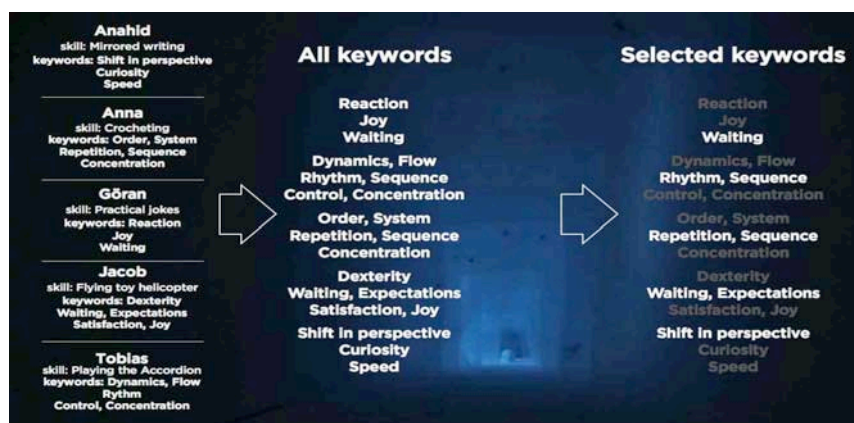 Anahid
skill: Mirrored writing
keywords: Shift in perspective
Curiosity
Speed
Anna
skill: Crocheting
keywords: Order, System
Repetition, Sequence
Concentration
Göran
skill: Practical jokes
keywords: Reaction
Joy
Waiting
Jacob
skill: Flying toy helicopter
keywords: Dexterity
Waiting, Expectations
Satisfaction, Joy
Tobias
skill: Playing the Accordion
keywords: Dynamics, Flow
Rythm
Control, Concentration
All keywords
Reaction
Joy
Waiting
Dynamics, Flow
Rhythm, Sequence
Control, Concentration
Order, System
Repetition, Sequence
Concentration
Dexterity
Waiting, Expectations
Satisfaction, Joy
Shift in perspective
Curiosity
Speed
Selected keywords
Reaction
Joy
Waiting
Dynamics, Flow
Rhythm, Sequence
Control, Concentration
Order, System
Repetition, Sequence
Concentration
Dexterity
Waiting, Expectations
Satisfaction, Joy
Shift in perspective
Curiosity
Speed